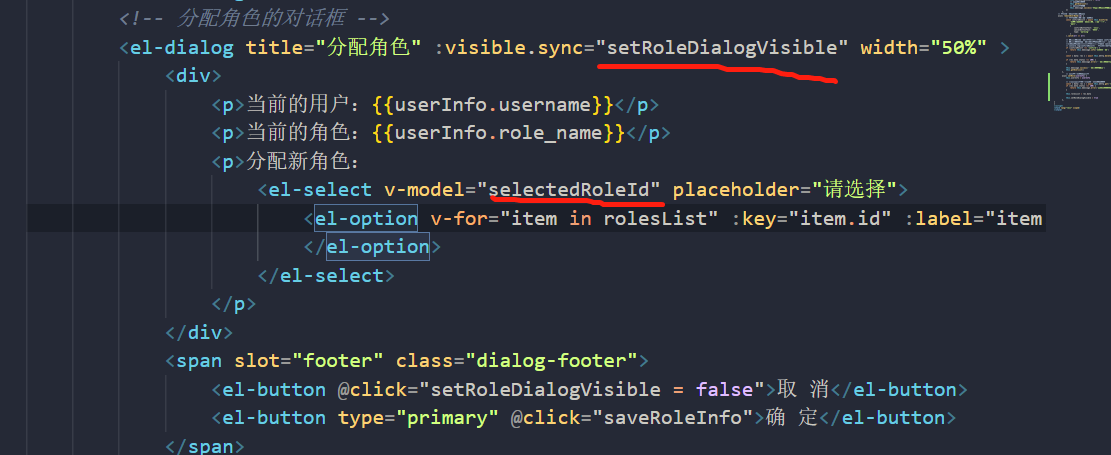 <!-- 分配角色的对话框 -->
<el-dialog title="分配角色" :visible.sync="setRoleDialogVisible" width="50%" >
<div>
<p>当前的用户：{{userInfo.username}}</p>
<p>当前的角色：{{userInfo.role_name}}</p>
<p>分配新角色：
<el-select v-model="selectedRoleId" placeholder="请选择">
<el-option v-for="item in rolesList" :key="item.id" :label="item
</el-option>
</el-select>
</p>
</div>
<span slot="footer" class="dialog-footer">
<el-button @click="setRoleDialogVisible = false">取 消</el-button>
<el-button type="primary" @click="saveRoleInfo">确 定</el-button>
</span>